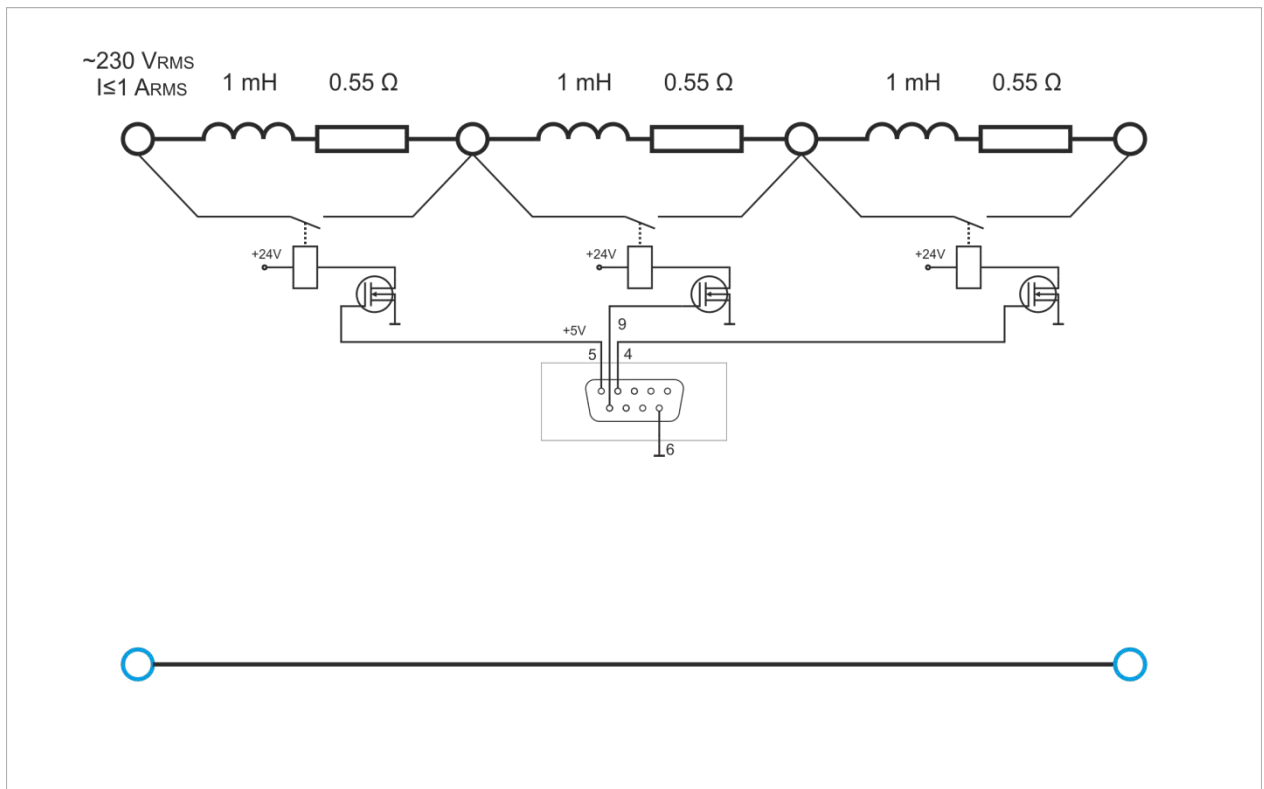 ~230 VRMS
I≤1 ARMS
1 mH
0.55 Ω
1 mH
0.55 Ω
1 mH
0.55 Ω
+24V
+24V
+24V
+5V
9
5
4
6